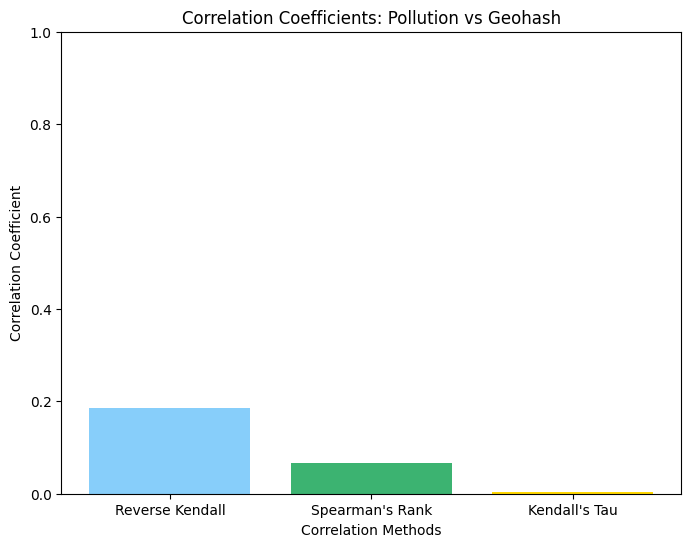 Correlation Coefficients: Pollution vs Geohash
1.0
0.8
0.6
0.4
0.2
0.0
Correlation Coefficient
Reverse Kendall
Spearman's Rank
Kendall's Tau
Correlation Methods